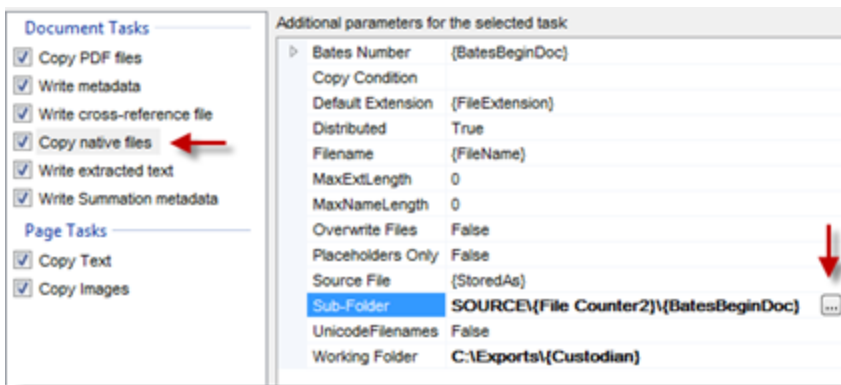 Document Tasks
Copy PDF files
Write metadata
Write cross-reference file
Copy native files
Write extracted text
Write Summation metadata
Page Tasks
Copy Text
Copy Images
Additional parameters for the selected task
Bates Number {BatesBeginDoc}
Copy Condition
Default Extension {FileExtension}
Distributed True
Filename {FileName}
MaxExtLength 0
MaxNameLength 0
Overwrite Files False
Placeholders Only False
Source File {StoredAs}
Sub-Folder SOURCE\{File Counter2}\{BatesBeginDoc} ...
UnicodeFilenames False
Working Folder C:\Exports\{Custodian}